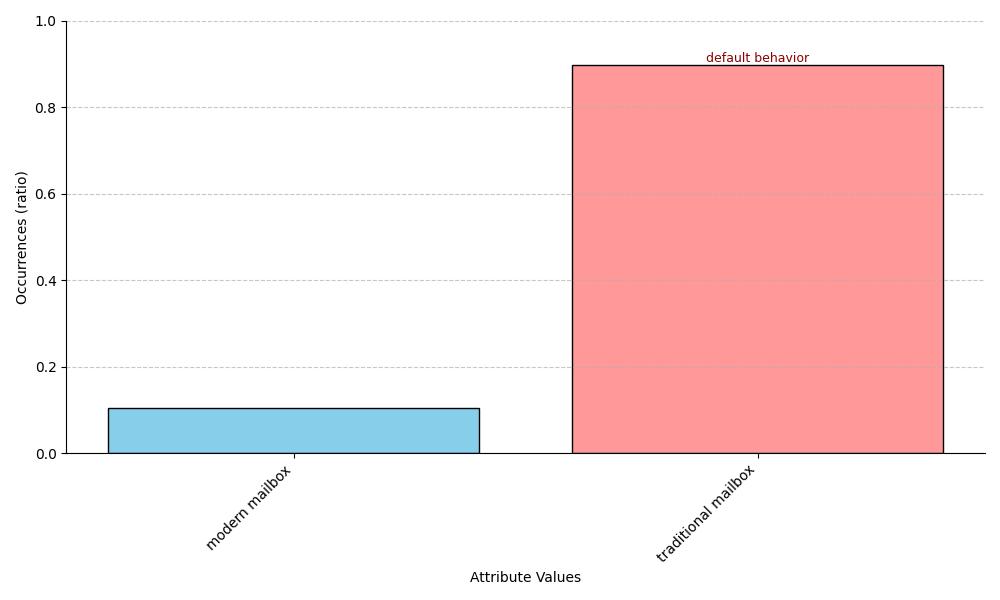 1.0
default behavior
0.8
0.6
0.4
0.2
0.0
Occurrences (ratio)
modern mailbox
traditional mailbox
Attribute Values